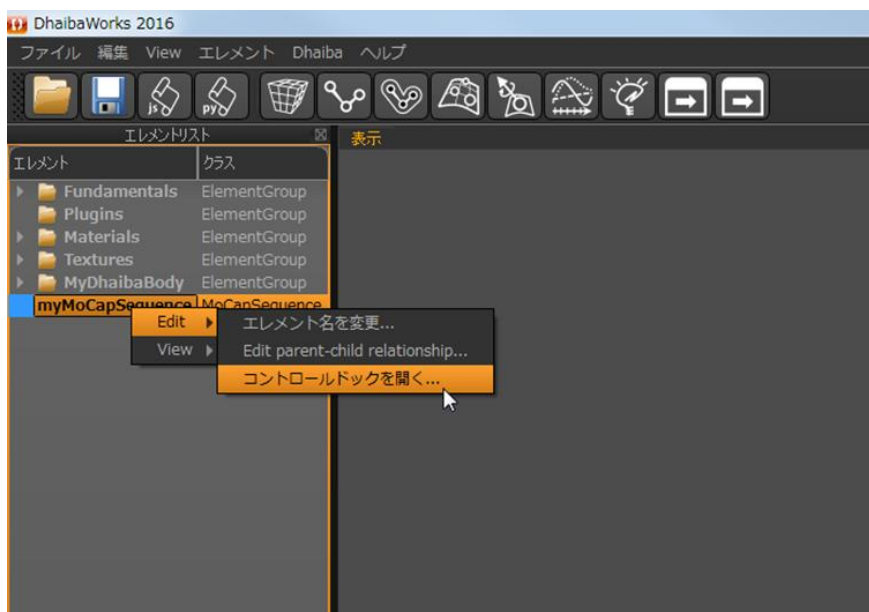 DhaibaWorks 2016
ファイル 編集 View エレメント Dhaiba ヘルプ
js py
エレメントリスト
表示
エレメント クラス
Fundamentals ElementGroup
Plugins ElementGroup
Materials ElementGroup
Textures ElementGroup
MyDhaibaBody ElementGroup
myMoCapSequence MoCapSequence
Edit エレメント名を変更...
View Edit parent-child relationship...
コントロールドックを開く...